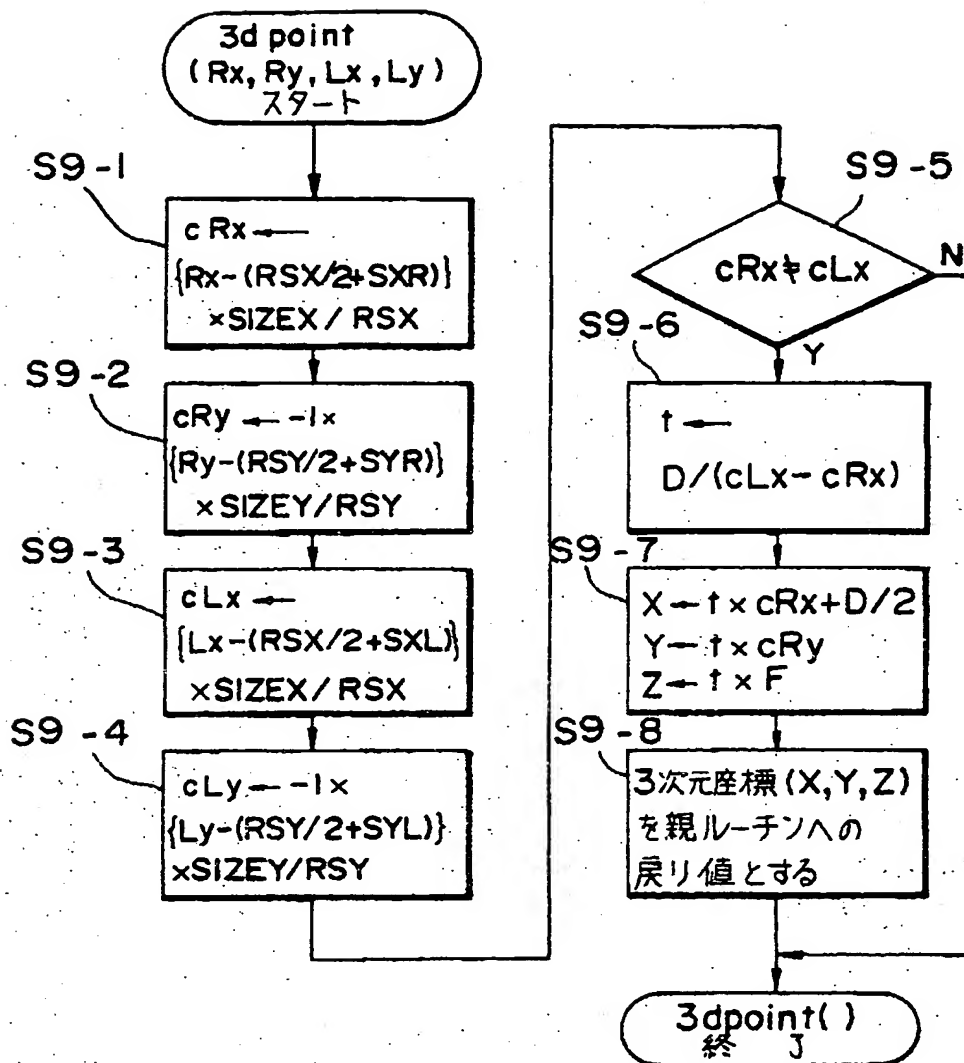 3d point
(Rx, Ry, Lx, Ly)
スタート
S9-1
cRx ←
{Rx-(RSX/2+SXR)}
×SIZEX/RSX
S9-2
cRy ← -1×
{Ry-(RSY/2+SYR)}
×SIZEY/RSY
S9-3
cLx ←
{Lx-(RSX/2+SXL)}
×SIZEX/RSX
S9-4
cLy ← -1×
{Ly-(RSY/2+SYL)}
×SIZEY/RSY
S9-5
cRx≠cLx
N
Y
S9-6
t ←
D/(cLx-cRx)
S9-7
X ← t × cRx+D/2
Y ← t × cRy
Z ← t × F
S9-8
3次元座標(X,Y,Z)
を親ルーチンへの
戻り値とする
3dpoint()
終了